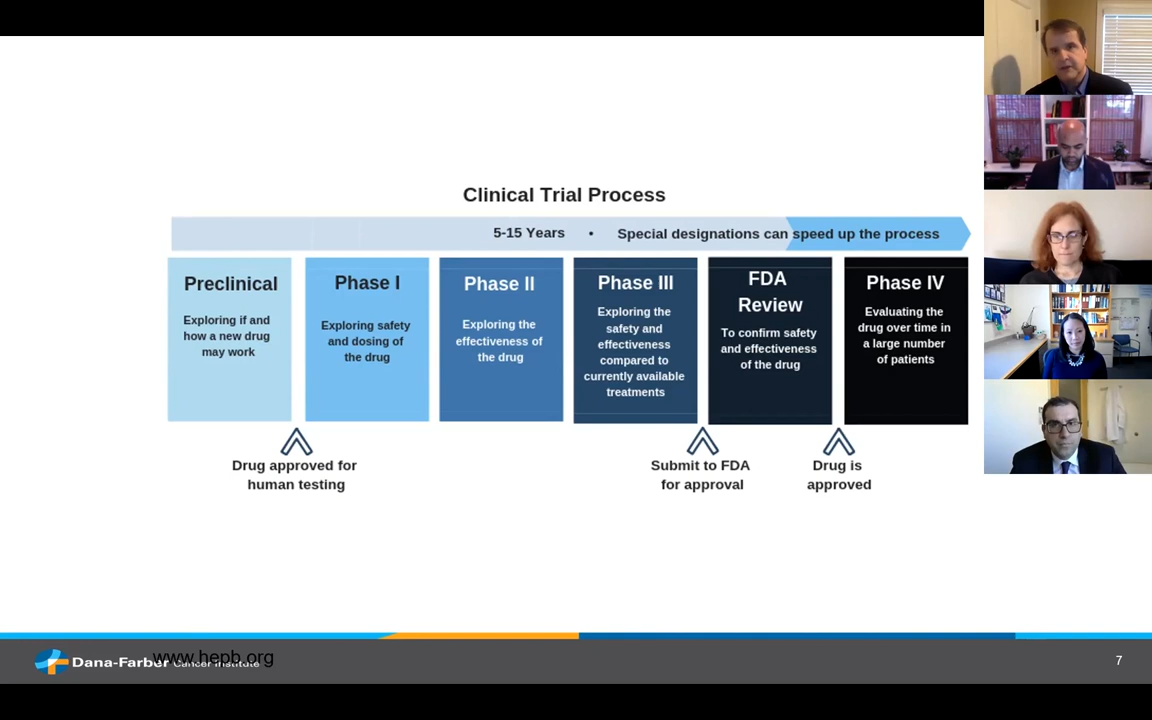 Clinical Trial Process
5-15 Years • Special designations can speed up the process
Preclinical
Exploring if and
how a new drug
may work
Phase I
Exploring safety
and dosing of
the drug
Phase II
Exploring the
effectiveness of
the drug
Phase III
Exploring the
safety and
effectiveness
compared to
currently available
treatments
FDA
Review
To confirm safety
and effectiveness
of the drug
Phase IV
Evaluating the
drug over time in
a large number
of patients
Drug approved for
human testing
Submit to FDA
for approval
Drug is
approved
Dana-Farber Cancer Institute
www.hepb.org
7